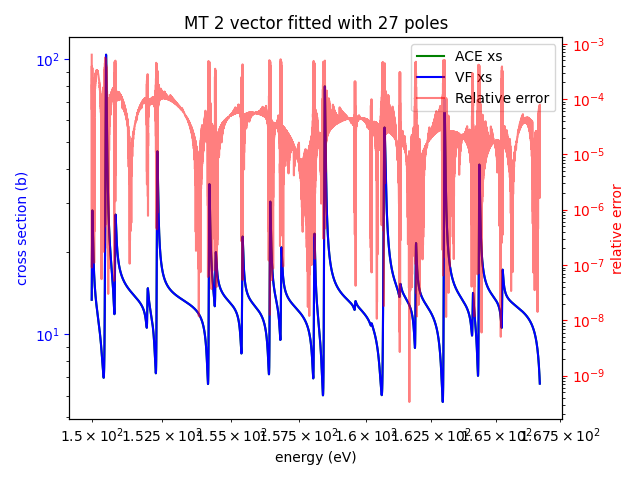 MT 2 vector fitted with 27 poles
ACE xs
VF xs
Relative error
cross section (b)
10²
10¹
relative error
10⁻³
10⁻⁴
10⁻⁵
10⁻⁶
10⁻⁷
10⁻⁸
10⁻⁹
1.5 × 10² 1.525 × 10² 1.55 × 10² 1.575 × 10² 1.6 × 10² 1.625 × 10² 1.65 × 10² 1.675 × 10²
energy (eV)